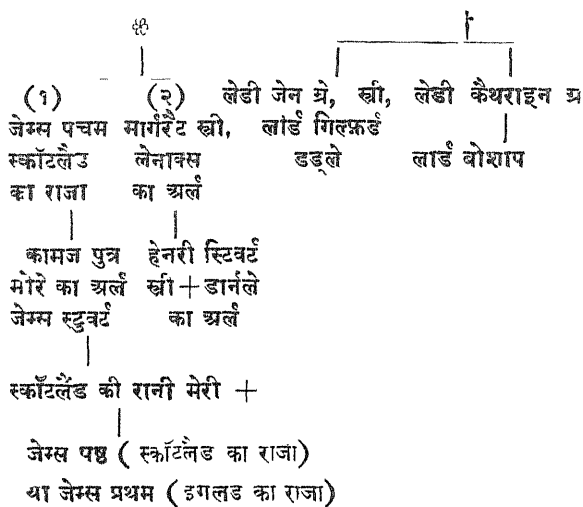 (१) (२) लेडी जेन ग्रे, स्त्री, लेडी कैथराइन ग्र
जेम्स पचम मार्गरैट स्त्री, लॉर्ड गिल्फ़र्ड
स्कॉटलैउ लेनाक्स डड्ले लार्ड बोशाप
का राजा का अर्ल
कामज पुत्र हेनरी स्टिवर्ट
मोरे का अर्ल स्त्री + डार्नले
जेम्स स्टुवर्ट का अर्ल
स्कॉटलैंड की रानी मेरी +
जेम्स षष्ठ ( स्कॉटलैड का राजा )
या जेम्स प्रथम ( इगलड का राजा )